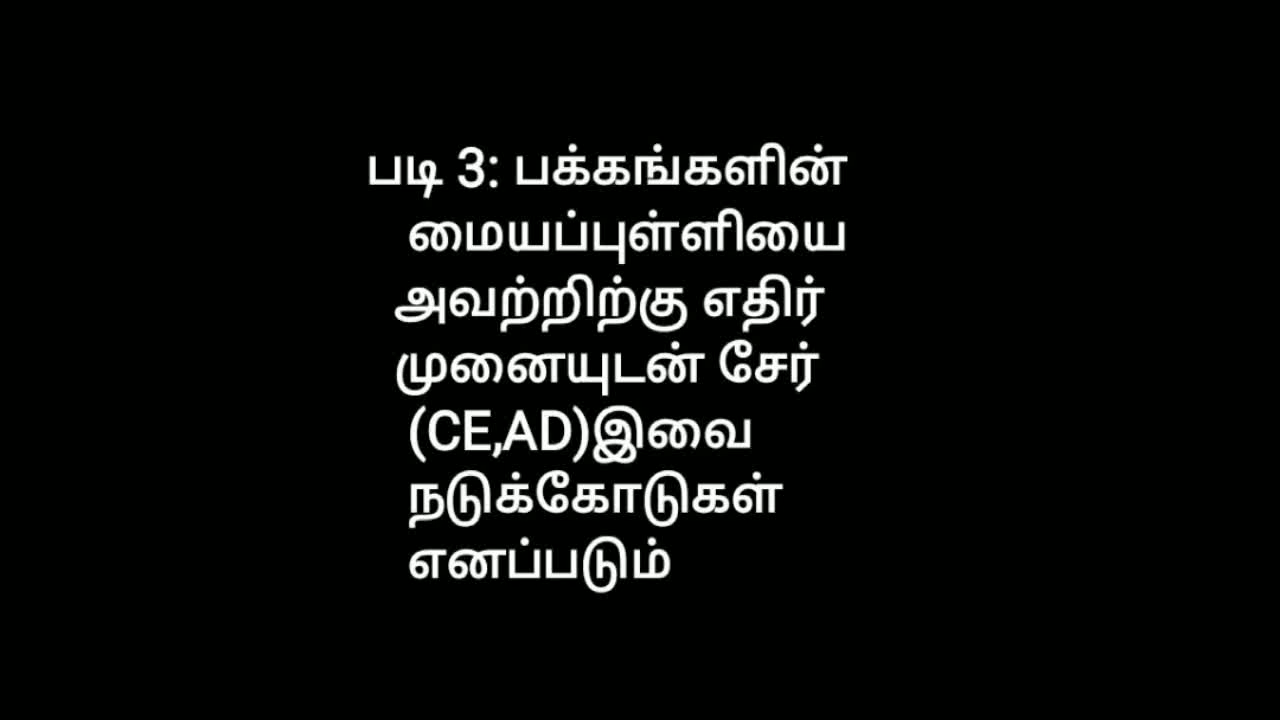 படி 3: பக்கங்களின்
மையப்புள்ளியை
அவற்றிற்கு எதிர்
முனையுடன் சேர்
(CE,AD)இவை
நடுக்கோடுகள்
எனப்படும்